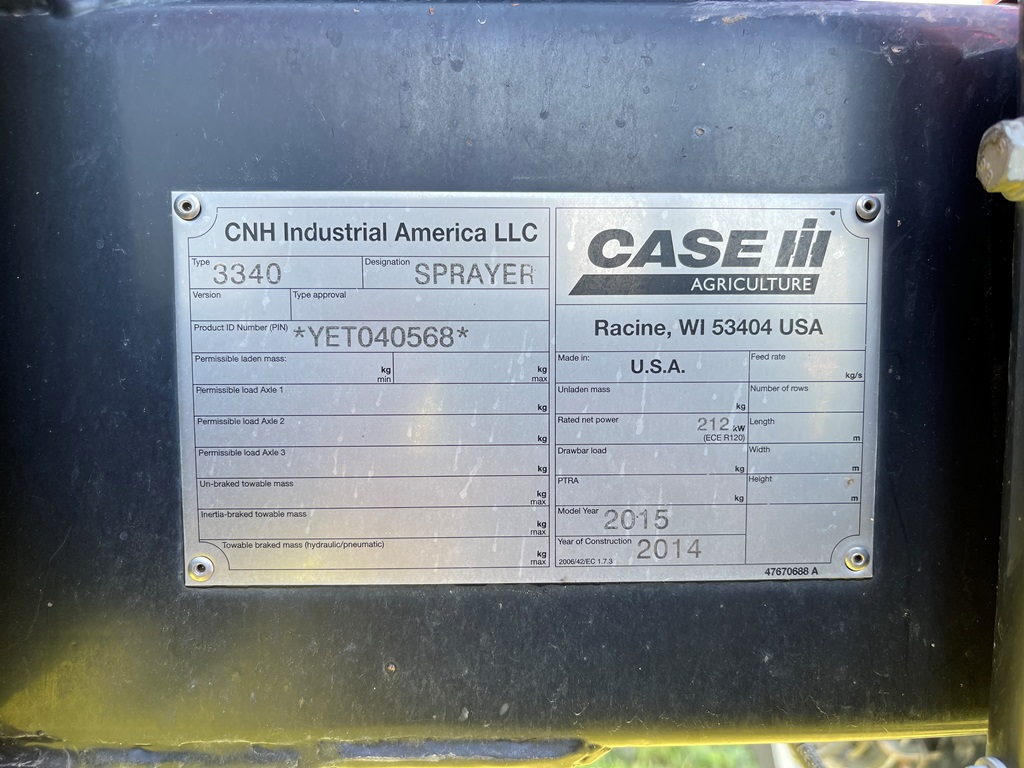 CNH Industrial America LLC
Type 3340 Designation SPRAYER
Version Type approval
Product ID Number (PIN) *YET040568*
Permissible laden mass: kg min kg max
Permissible load Axle 1 kg
Permissible load Axle 2 kg
Permissible load Axle 3 kg
Un-braked towable mass kg max
Inertia-braked towable mass kg max
Towable braked mass (hydraulic/pneumatic) kg max
CASE IH
AGRICULTURE
Racine, WI 53404 USA
Made in: U.S.A. Feed rate kg/s
Unladen mass kg Number of rows
Rated net power 212 kW (ECE R120) Length m
Drawbar load kg Width m
PTRA kg Height m
Model Year 2015
Year of Construction 2014
2006/42/EC 1.7.3
47670688 A